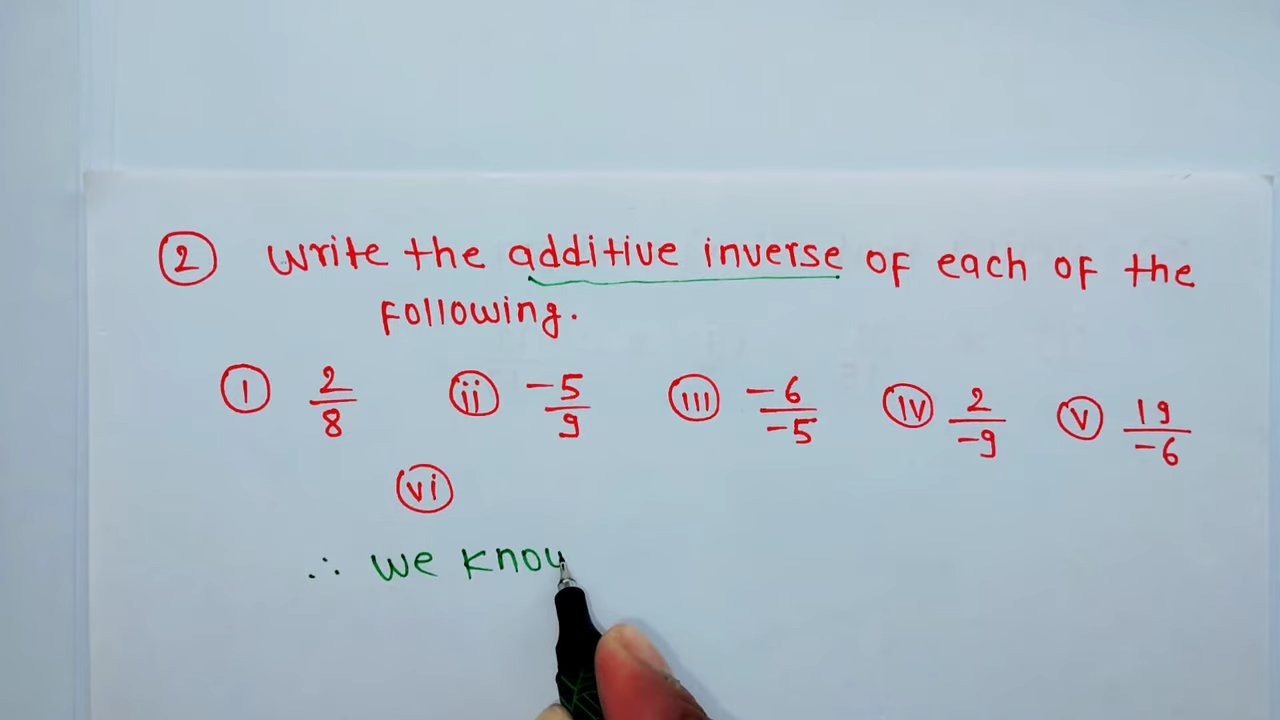 ② Write the additive inverse of each of the
following.
ⓘ 2/8 ⓘⓘ -5/9 ⓘⓘⓘ -6/-5 ⓘⓥ 2/-9 ⓥ 19/-6
ⓥⓘ
∴ We know